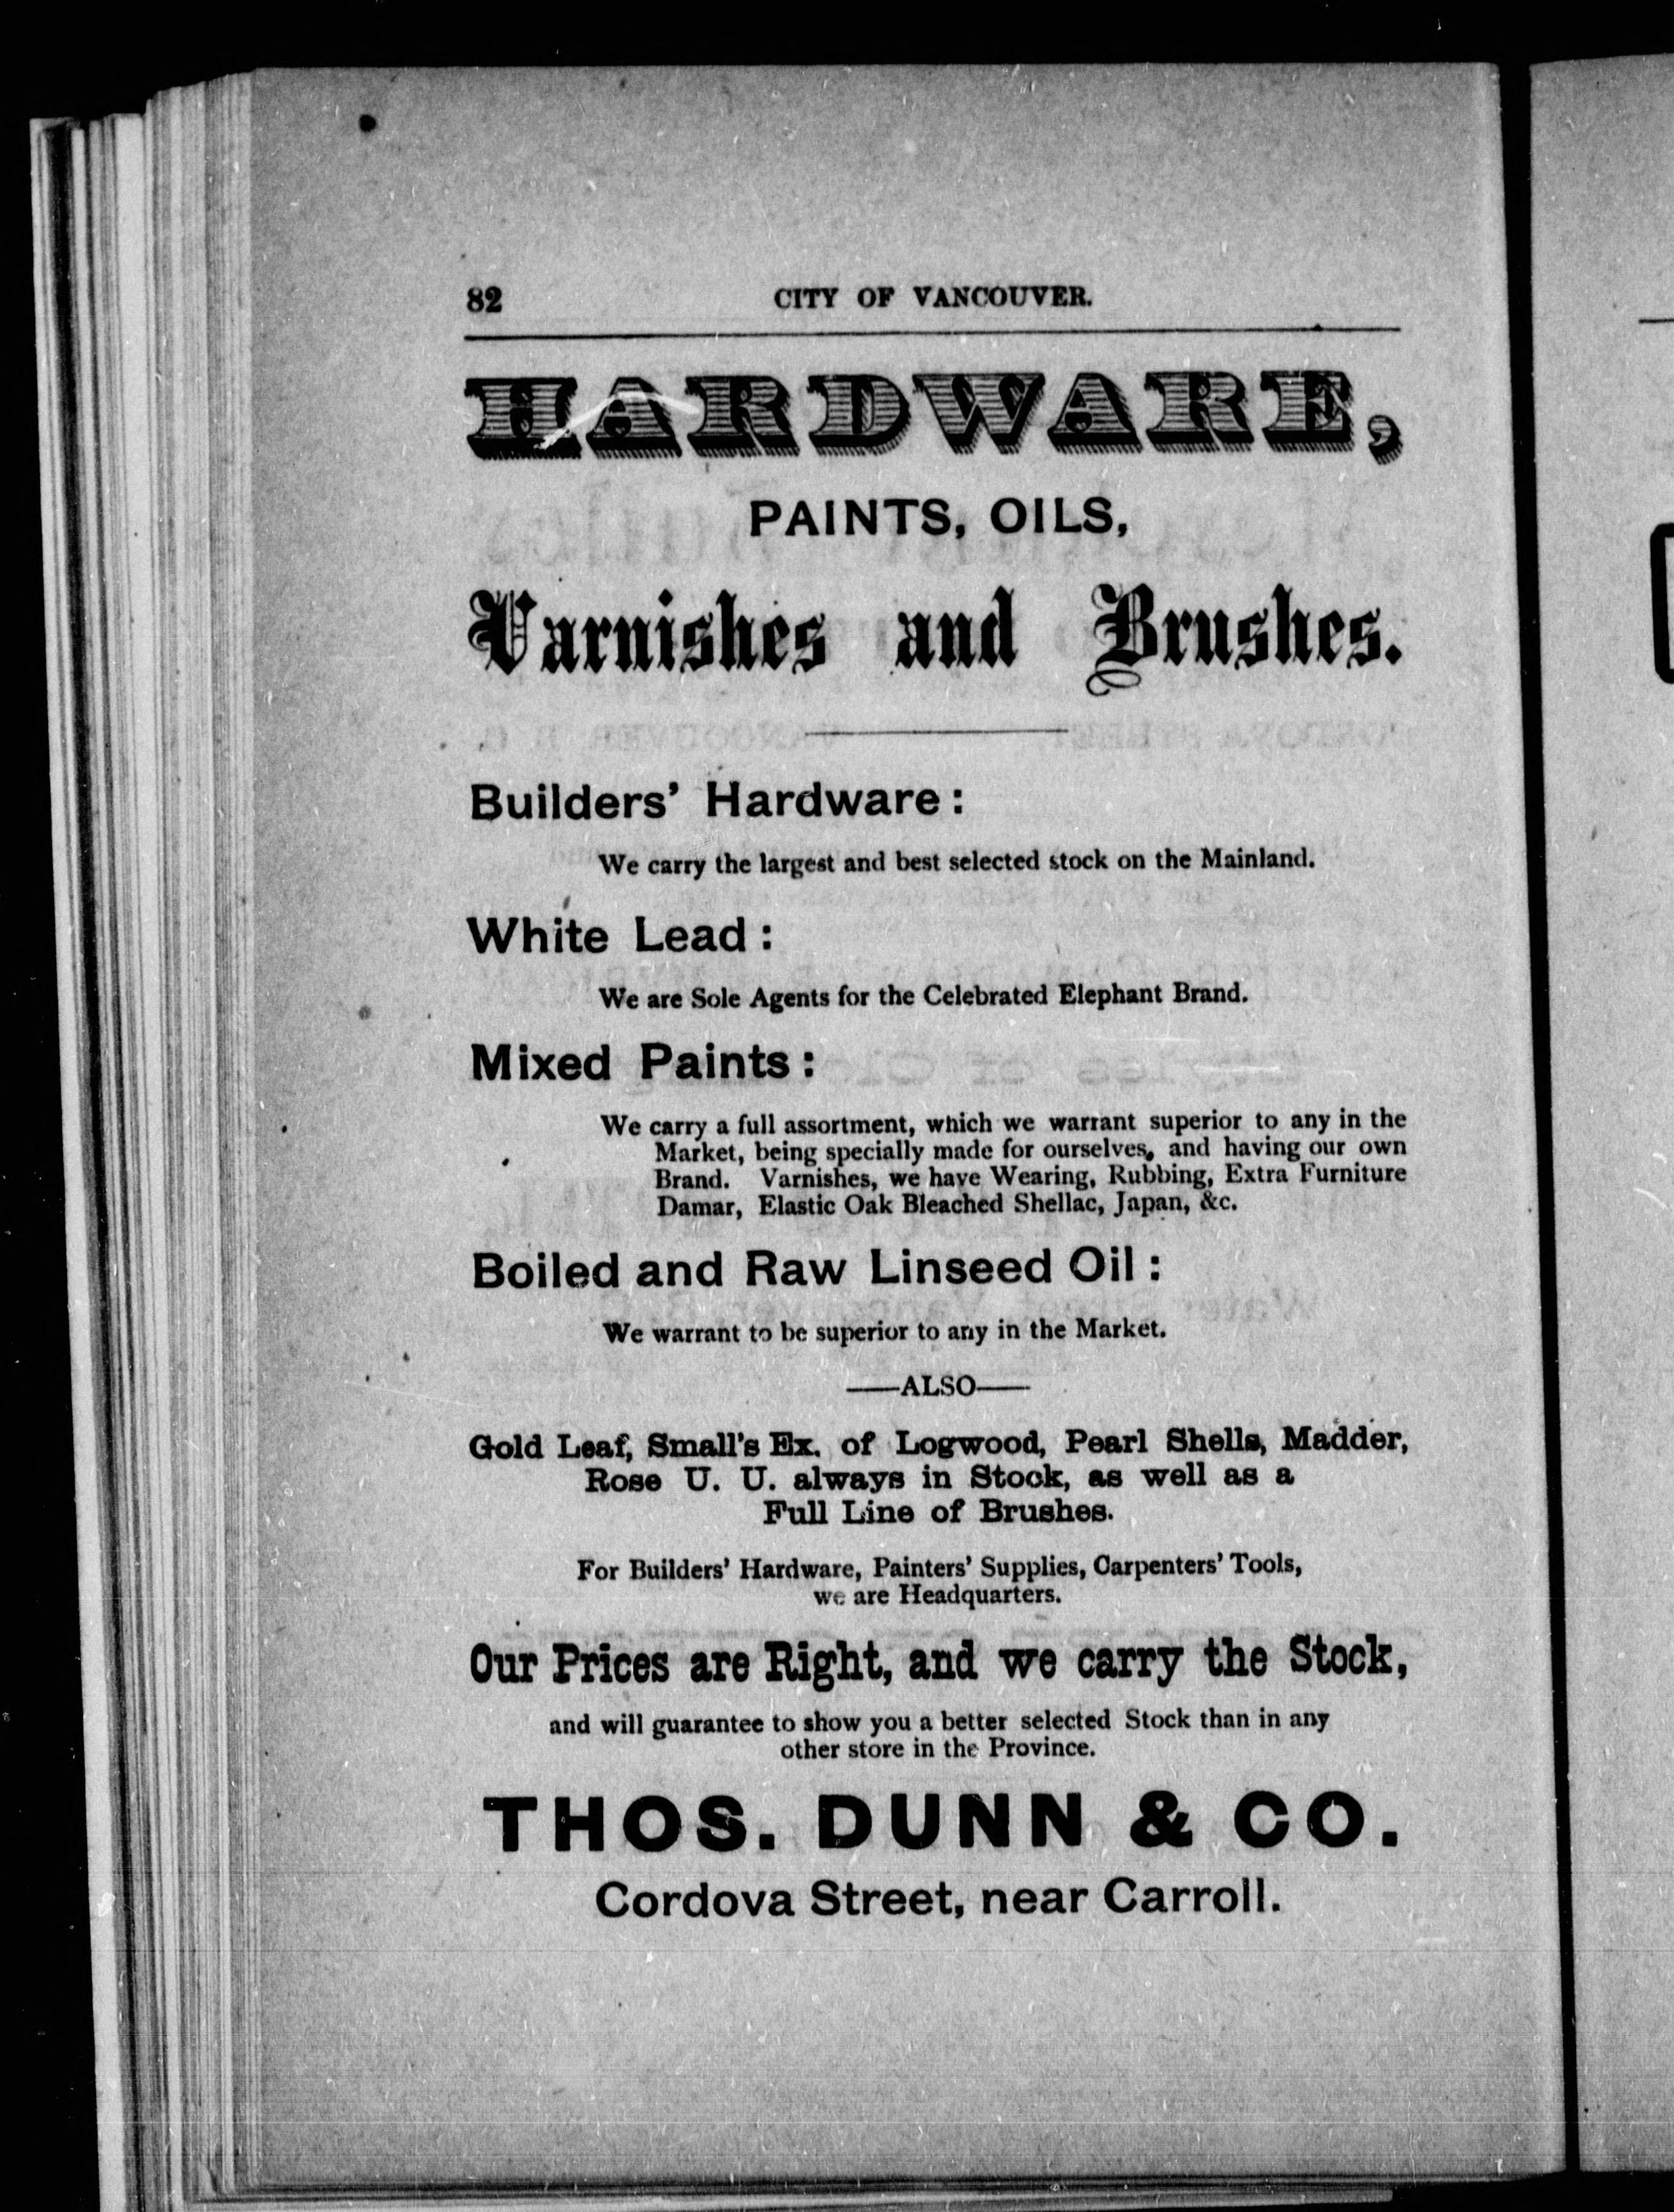 82 CITY OF VANCOUVER.
HARDWARE,
PAINTS, OILS,
Varnishes and Brushes.
Builders' Hardware:
We carry the largest and best selected stock on the Mainland.
White Lead:
We are Sole Agents for the Celebrated Elephant Brand.
Mixed Paints:
We carry a full assortment, which we warrant superior to any in the
Market, being specially made for ourselves, and having our own
Brand. Varnishes, we have Wearing, Rubbing, Extra Furniture
Damar, Elastic Oak Bleached Shellac, Japan, &c.
Boiled and Raw Linseed Oil:
We warrant to be superior to any in the Market.
——ALSO——
Gold Leaf, Small's Ex. of Logwood, Pearl Shells, Madder,
Rose U. U. always in Stock, as well as a
Full Line of Brushes.
For Builders' Hardware, Painters' Supplies, Carpenters' Tools,
we are Headquarters.
Our Prices are Right, and we carry the Stock,
and will guarantee to show you a better selected Stock than in any
other store in the Province.
THOS. DUNN & CO.
Cordova Street, near Carroll.